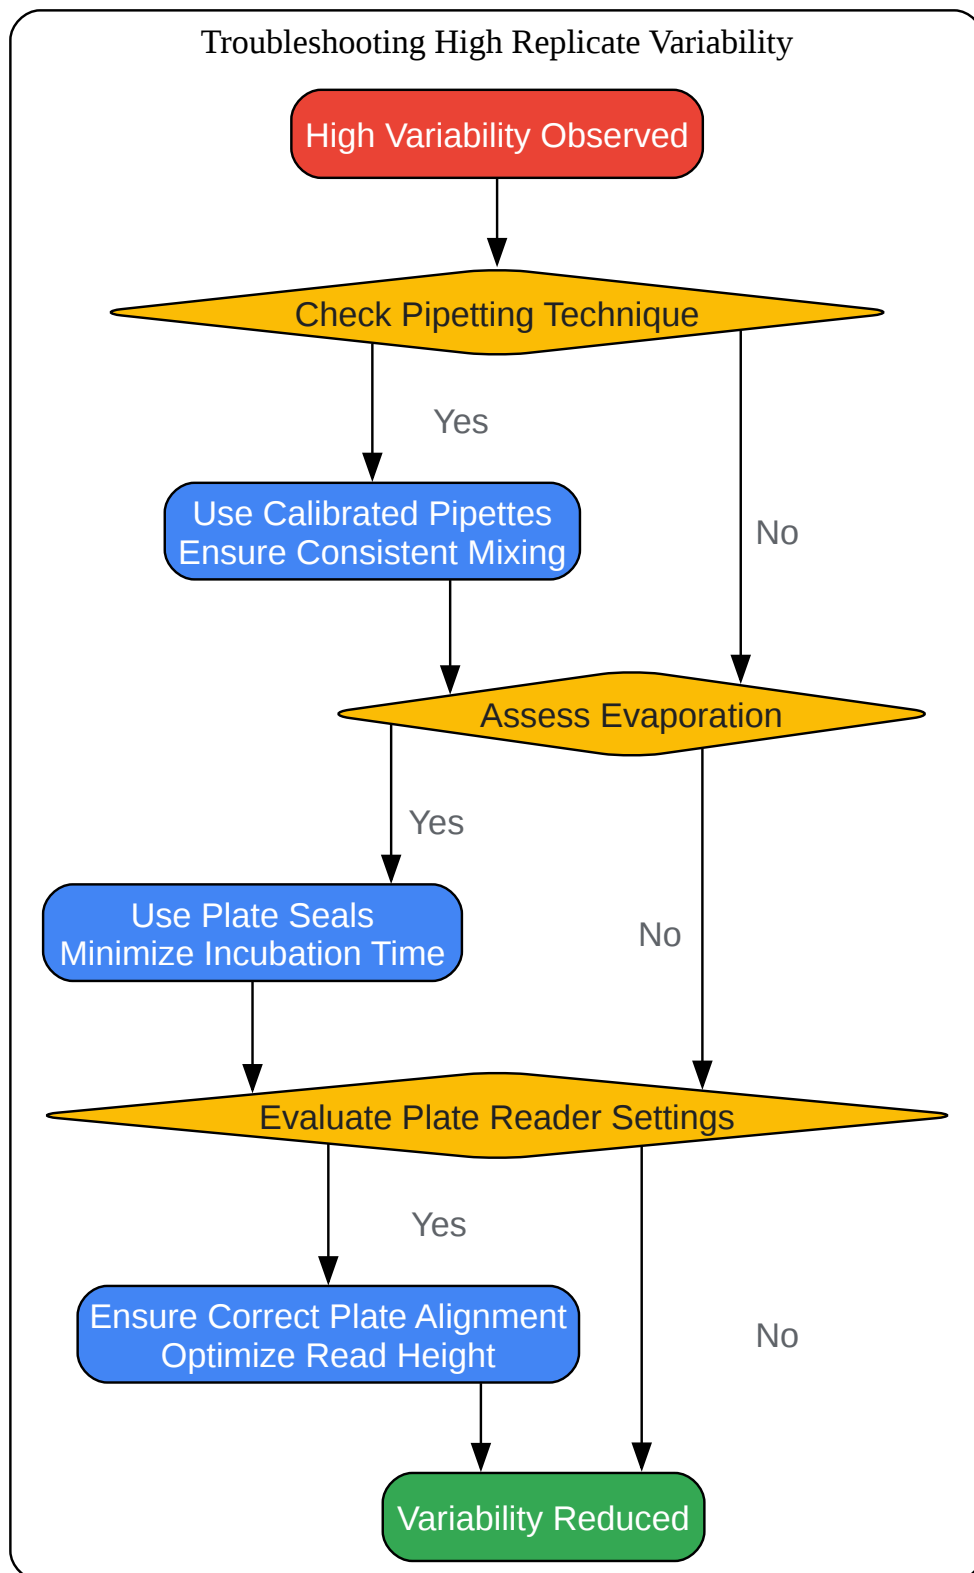 Troubleshooting High Replicate Variability
High Variability Observed
Check Pipetting Technique
Yes
Use Calibrated Pipettes
Ensure Consistent Mixing
No
Assess Evaporation
Yes
Use Plate Seals
Minimize Incubation Time
No
Evaluate Plate Reader Settings
Yes
Ensure Correct Plate Alignment
Optimize Read Height
No
Variability Reduced